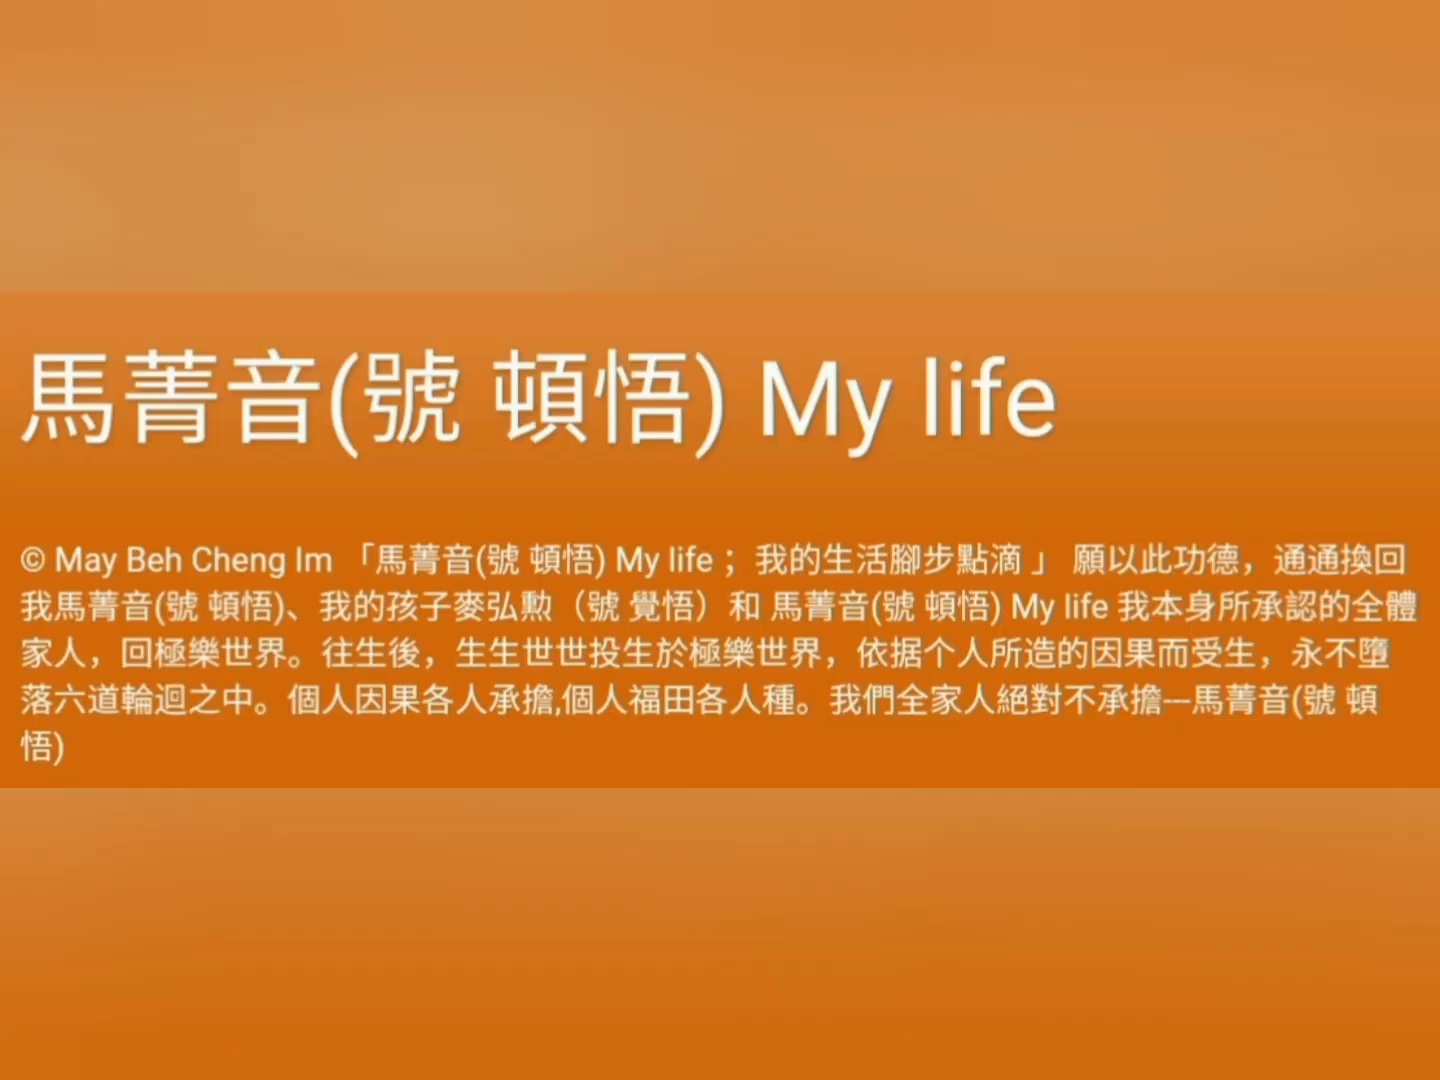 馬菁音(號 頓悟) My life
© May Beh Cheng Im 「馬菁音(號 頓悟) My life； 我的生活腳步點滴 」 願以此功德，通通換回
我馬菁音(號 頓悟)、我的孩子麥弘勲（號 覺悟）和 馬菁音(號 頓悟) My life 我本身所承認的全體
家人，回極樂世界。往生後，生生世世投生於極樂世界，依据个人所造的因果而受生，永不墮
落六道輪迴之中。個人因果各人承擔,個人福田各人種。我們全家人絕對不承擔---馬菁音(號 頓
悟)